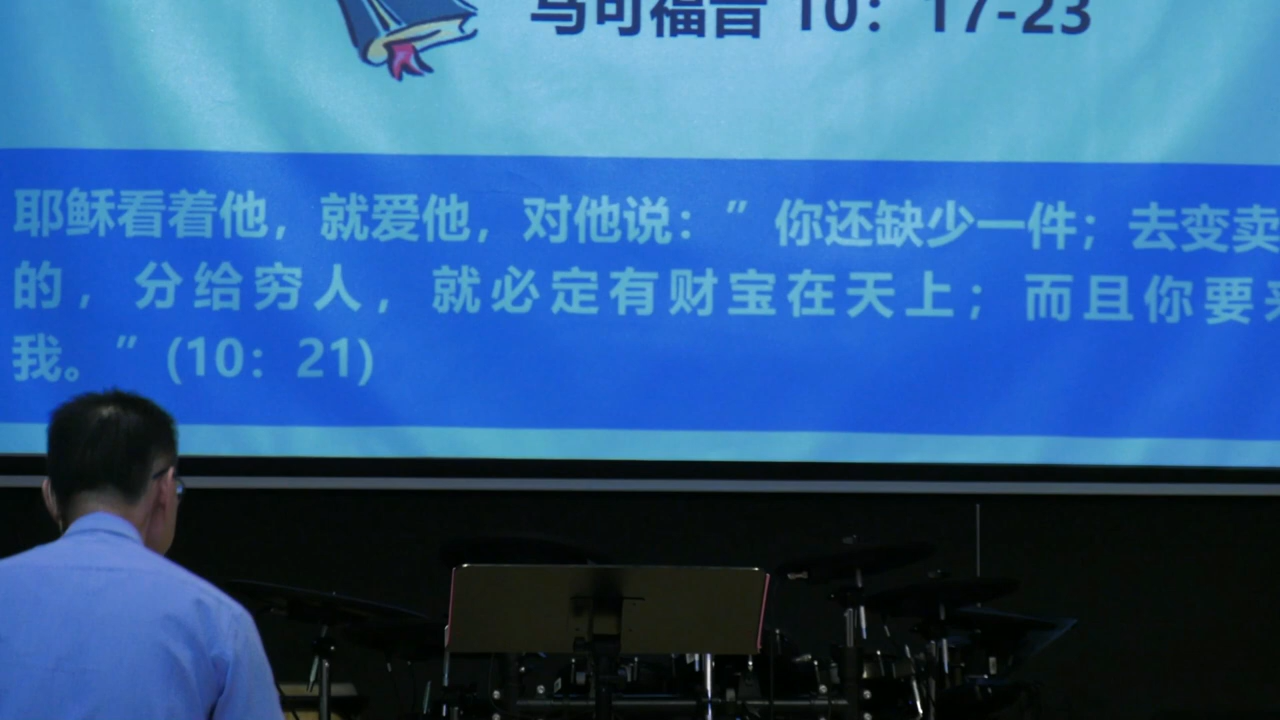 马可福音 10：17-23
耶稣看着他，就爱他，对他说：”你还缺少一件；去变卖
的，分给穷人，就必定有财宝在天上；而且你要
我。”(10：21)